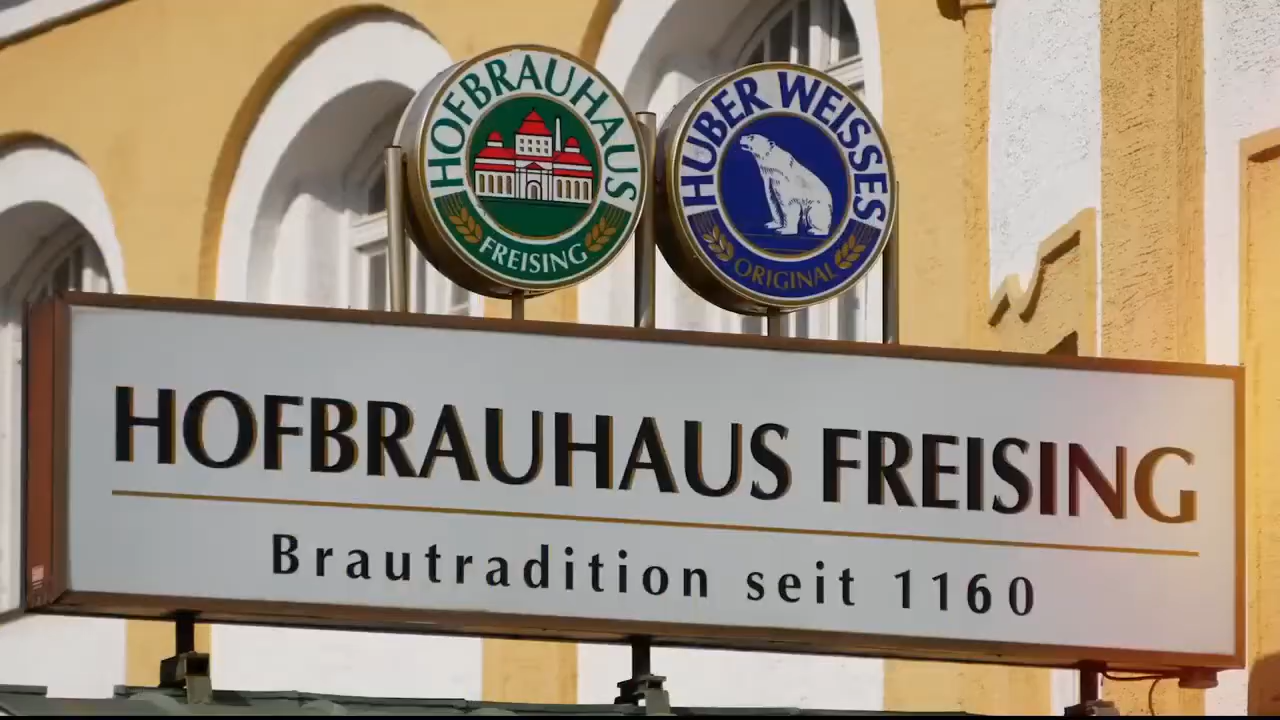 HOFBRAUHAUS
FREISING
HUBER WEISSES
ORIGINAL
HOFBRAUHAUS FREISING
Brautradition seit 1160